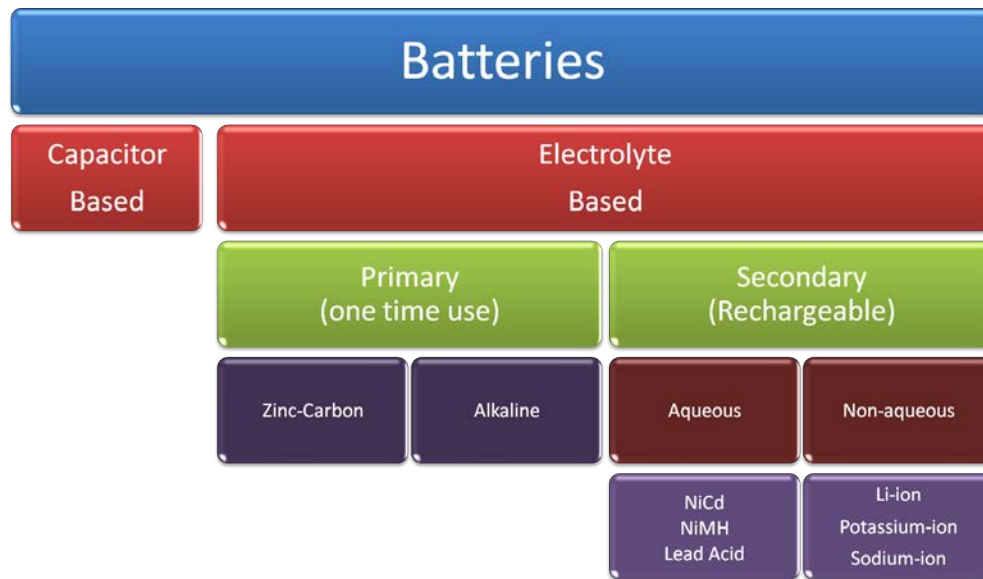 Batteries
Capacitor
Based
Electrolyte
Based
Primary
(one time use)
Secondary
(Rechargeable)
Zinc-Carbon
Alkaline
Aqueous
Non-aqueous
NiCd
NiMH
Lead Acid
Li-ion
Potassium-ion
Sodium-ion